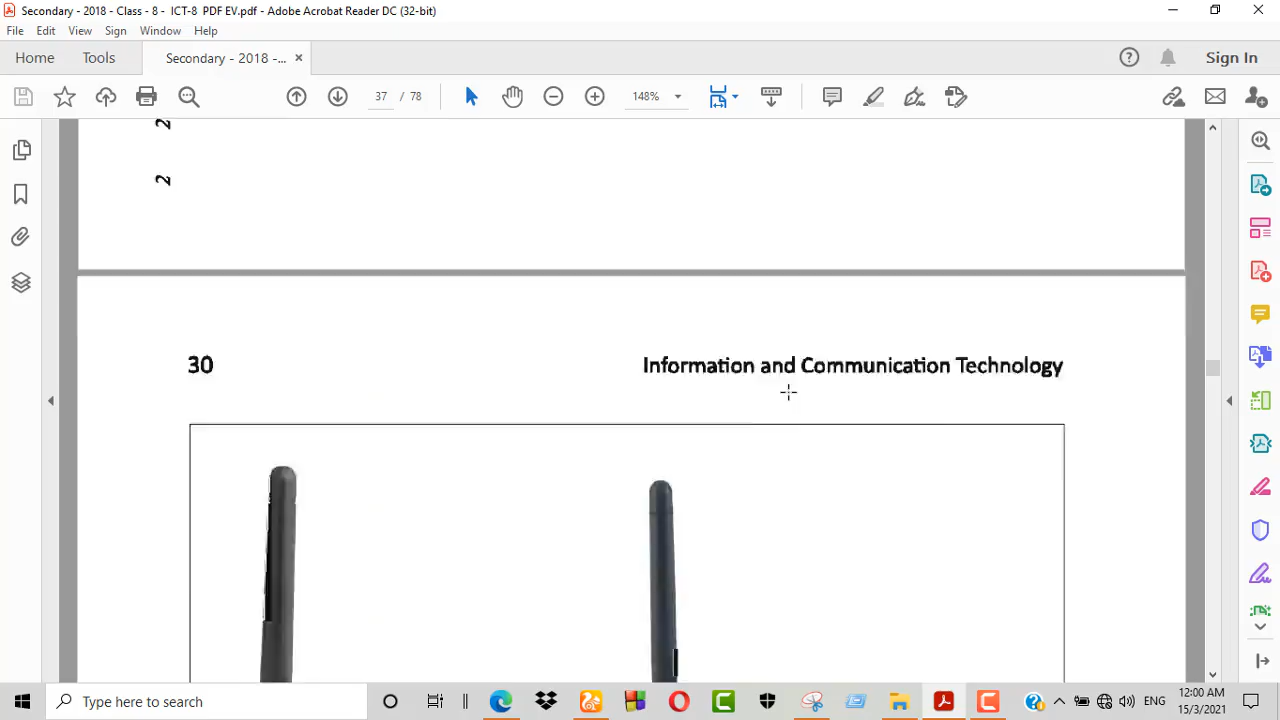 Secondary - 2018 - Class - 8 - ICT-8 PDF EV.pdf - Adobe Acrobat Reader DC (32-bit)
File Edit View Sign Window Help
Home Tools Secondary - 2018 -... × Sign In
37 / 78 148%
2
2
30 Information and Communication Technology
Type here to search
ENG
12:00 AM
15/3/2021